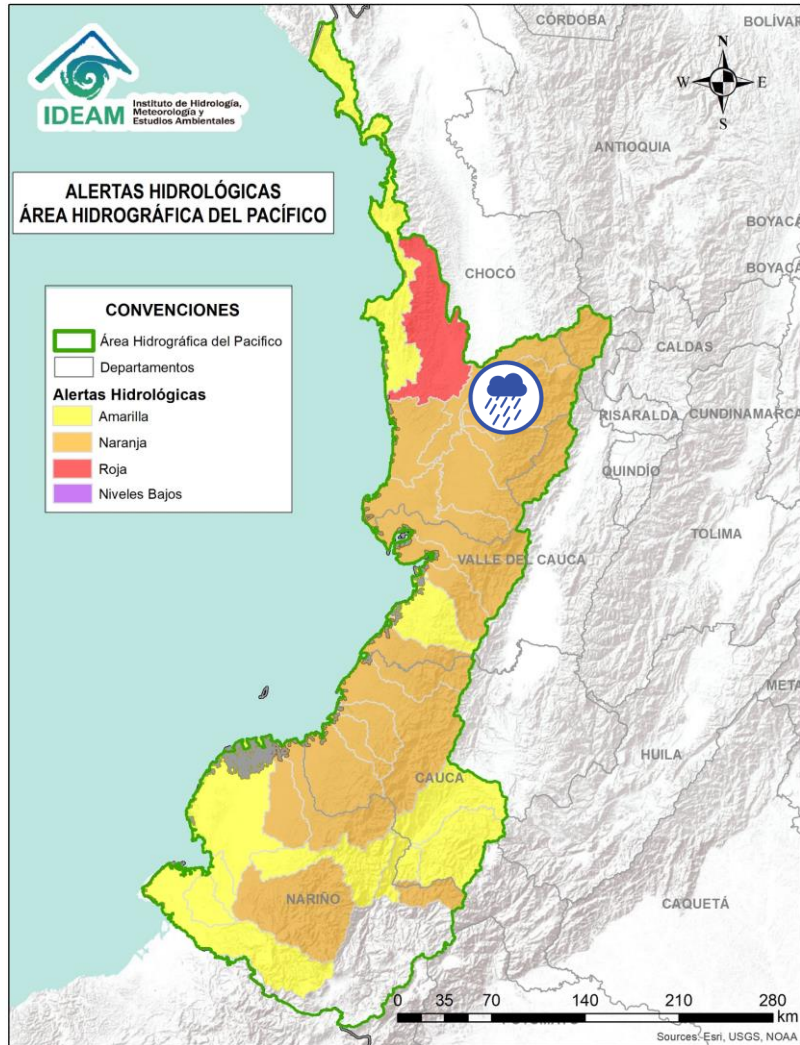 IDEAM
Instituto de Hidrología,
Meteorología y
Estudios Ambientales
ALERTAS HIDROLÓGICAS
ÁREA HIDROGRÁFICA DEL PACÍFICO
CONVENCIONES
Área Hidrográfica del Pacifico
Departamentos
Alertas Hidrológicas
Amarilla
Naranja
Roja
Niveles Bajos
CÓRDOBA
BOLÍVAR
N
W
E
S
ANTIOQUIA
BOYACÁ
CHOCÓ
BOYACÁ
CALDAS
RISARALDA
CUNDINAMARCA
QUINDÍO
TOLIMA
VALLE DEL CAUCA
META
HUILA
CAUCA
NARIÑO
CAQUETÁ
0 35 70 140 210 280
km
Sources: Esri, USGS, NOAA